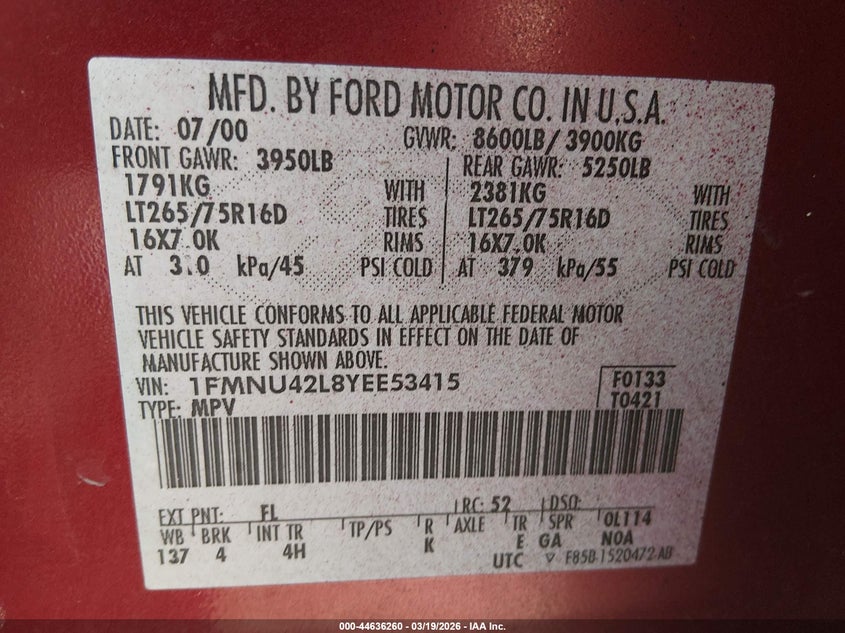 MFD. BY FORD MOTOR CO. IN U.S.A.
DATE: 07/00 GVWR: 8600LB/ 3900KG
FRONT GAWR: 3950LB REAR GAWR: 5250LB
1791KG WITH 2381KG WITH
LT265/75R16D TIRES LT265/75R16D TIRES
16X7.0K RIMS 16X7.0K RIMS
AT 3.0 kPa/45 PSI COLD AT 379 kPa/55 PSI COLD
THIS VEHICLE CONFORMS TO ALL APPLICABLE FEDERAL MOTOR
VEHICLE SAFETY STANDARDS IN EFFECT ON THE DATE OF
MANUFACTURE SHOWN ABOVE.
VIN: 1FMNU42L8YEE53415 F0133
TYPE: MPV T0421
EXT PNT: FL RC: 52 DSO:
WB BRK INT TR TP/PS R AXLE TR SPR 0L114
137 4 4H K E GA N0A
UTC ▽ F85B-1520472-AB
000-44636260 - 03/19/2026 - IAA Inc.